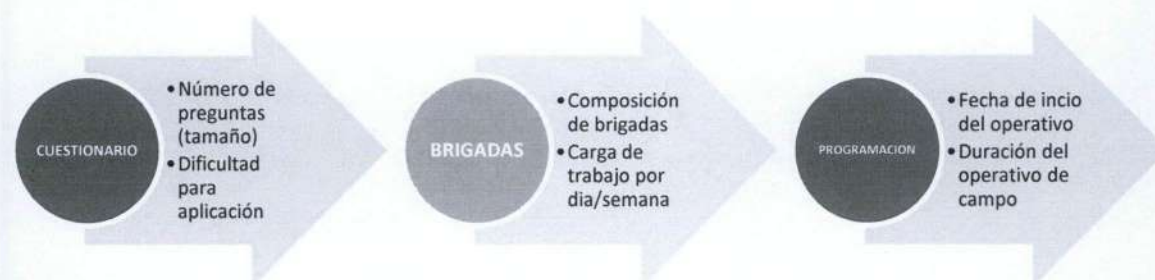 CUESTIONARIO
•Número de
preguntas
(tamaño)
•Dificultad
para
aplicación
BRIGADAS
•Composición
de brigadas
•Carga de
trabajo por
dia/semana
PROGRAMACION
•Fecha de incio
del operativo
•Duración del
operativo de
campo